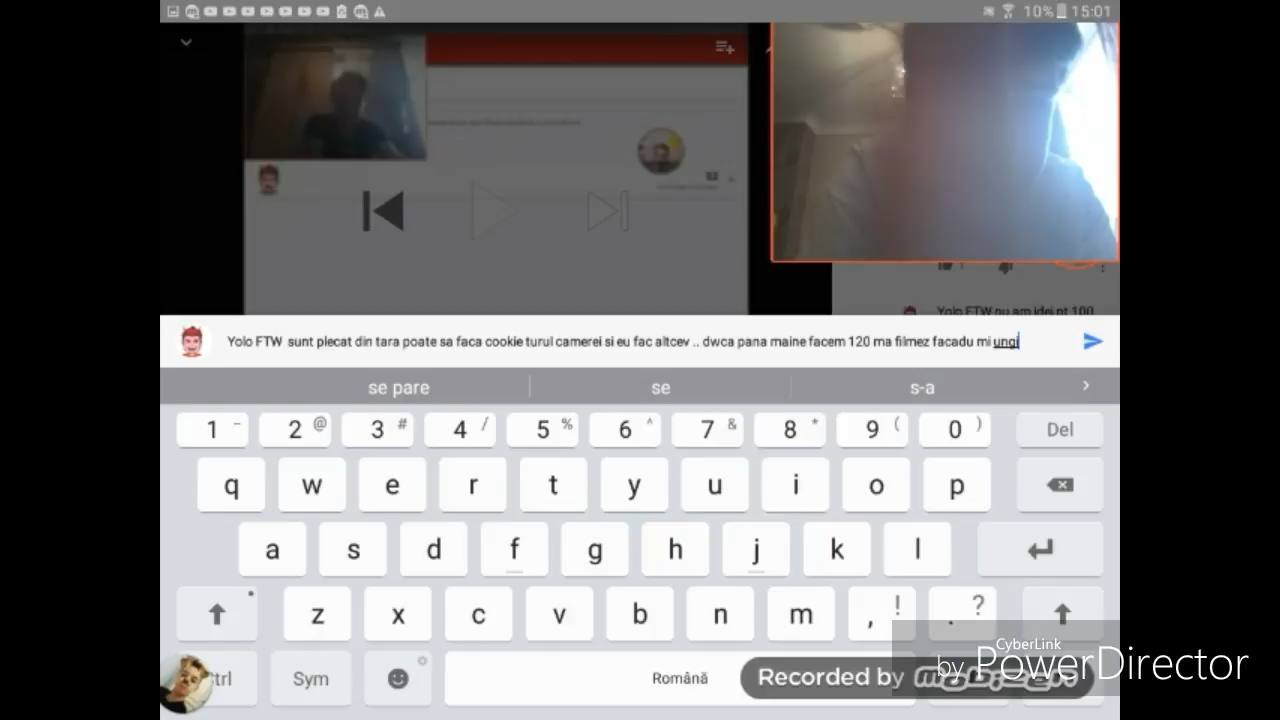 10% 15:01
Yolo FTW nu am idei pt 100
Yolo FTW sunt plecat din tara poate sa faca cookie turul camerei si eu fac altcev .. dwca pana maine facem 120 ma filmez facadu mi ungi
se pare se s-a
1 - 2 @ 3 # 4 / 5 % 6 ^ 7 & 8 * 9 ( 0 ) Del
q w e r t y u i o p
a s d f g h j k l
z x c v b n m , ! . ?
Ctrl Sym Română
Recorded by mobizen
CyberLink
by PowerDirector